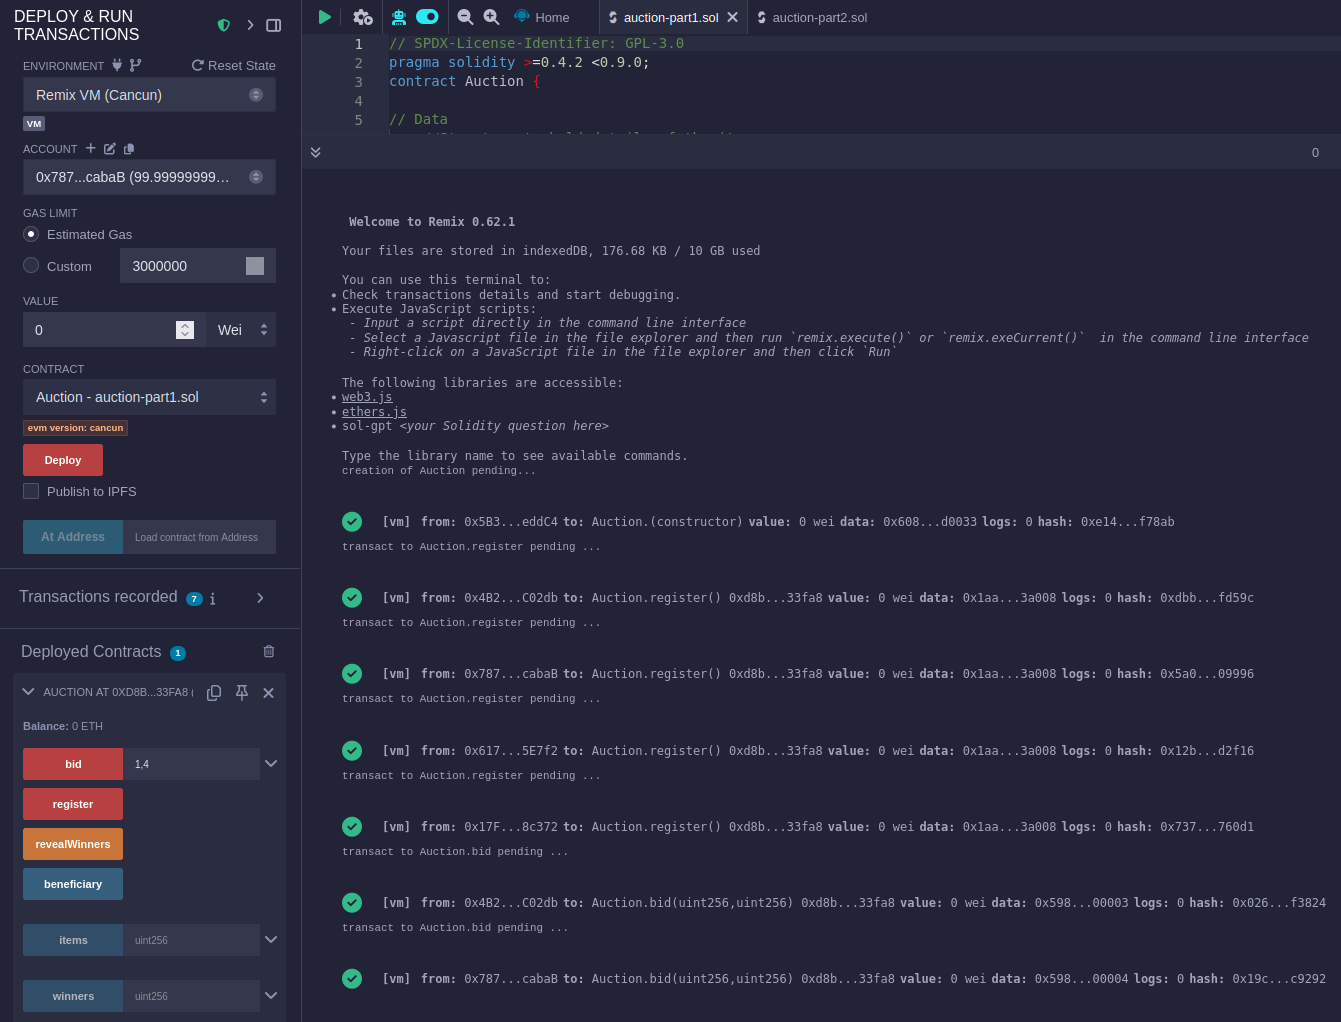 DEPLOY & RUN
TRANSACTIONS
ENVIRONMENT
Reset State
Remix VM (Cancun)
VM
ACCOUNT
0x787...cabaB (99.99999999...
GAS LIMIT
Estimated Gas
Custom
3000000
VALUE
0
Wei
CONTRACT
Auction - auction-part1.sol
evm version: cancun
Deploy
Publish to IPFS
At Address
Load contract from Address
Transactions recorded 7 i
Deployed Contracts 1
AUCTION AT 0XD8B...33FA8 (
Balance: 0 ETH
bid
1,4
register
revealWinners
beneficiary
items
uint256
winners
uint256
Home
auction-part1.sol
auction-part2.sol
1 // SPDX-License-Identifier: GPL-3.0
2 pragma solidity >=0.4.2 <0.9.0;
3 contract Auction {
4
5 // Data
0
Welcome to Remix 0.62.1
Your files are stored in indexedDB, 176.68 KB / 10 GB used
You can use this terminal to:
• Check transactions details and start debugging.
• Execute JavaScript scripts:
- Input a script directly in the command line interface
- Select a Javascript file in the file explorer and then run `remix.execute()` or `remix.exeCurrent()`  in the command line interface
- Right-click on a JavaScript file in the file explorer and then click `Run`
The following libraries are accessible:
• web3.js
• ethers.js
• sol-gpt <your Solidity question here>
Type the library name to see available commands.
creation of Auction pending...
[vm] from: 0x5B3...eddC4 to: Auction.(constructor) value: 0 wei data: 0x608...d0033 logs: 0 hash: 0xe14...f78ab
transact to Auction.register pending ...
[vm] from: 0x4B2...C02db to: Auction.register() 0xd8b...33fa8 value: 0 wei data: 0x1aa...3a008 logs: 0 hash: 0xdbb...fd59c
transact to Auction.register pending ...
[vm] from: 0x787...cabaB to: Auction.register() 0xd8b...33fa8 value: 0 wei data: 0x1aa...3a008 logs: 0 hash: 0x5a0...09996
transact to Auction.register pending ...
[vm] from: 0x617...5E7f2 to: Auction.register() 0xd8b...33fa8 value: 0 wei data: 0x1aa...3a008 logs: 0 hash: 0x12b...d2f16
transact to Auction.register pending ...
[vm] from: 0x17F...8c372 to: Auction.register() 0xd8b...33fa8 value: 0 wei data: 0x1aa...3a008 logs: 0 hash: 0x737...760d1
transact to Auction.bid pending ...
[vm] from: 0x4B2...C02db to: Auction.bid(uint256,uint256) 0xd8b...33fa8 value: 0 wei data: 0x598...00003 logs: 0 hash: 0x026...f3824
transact to Auction.bid pending ...
[vm] from: 0x787...cabaB to: Auction.bid(uint256,uint256) 0xd8b...33fa8 value: 0 wei data: 0x598...00004 logs: 0 hash: 0x19c...c9292